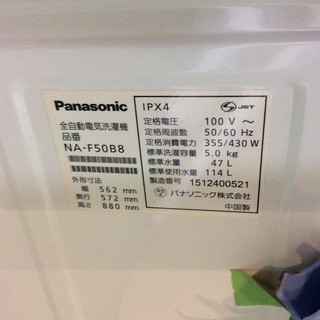 Panasonic
全自動電気洗濯機
品番
NA-F50B8
外形寸法
幅 562 mm
奥行 572 mm
高さ 880 mm
IPX4
S JET
定格電圧 100 V ~
定格周波数 50/60 Hz
定格消費電力 355/430 W
標準洗濯容量 5.0 kg
標準水量 47 L
標準使用水量 114 L
製造番号 1512400521
パナソニック株式会社
中国製